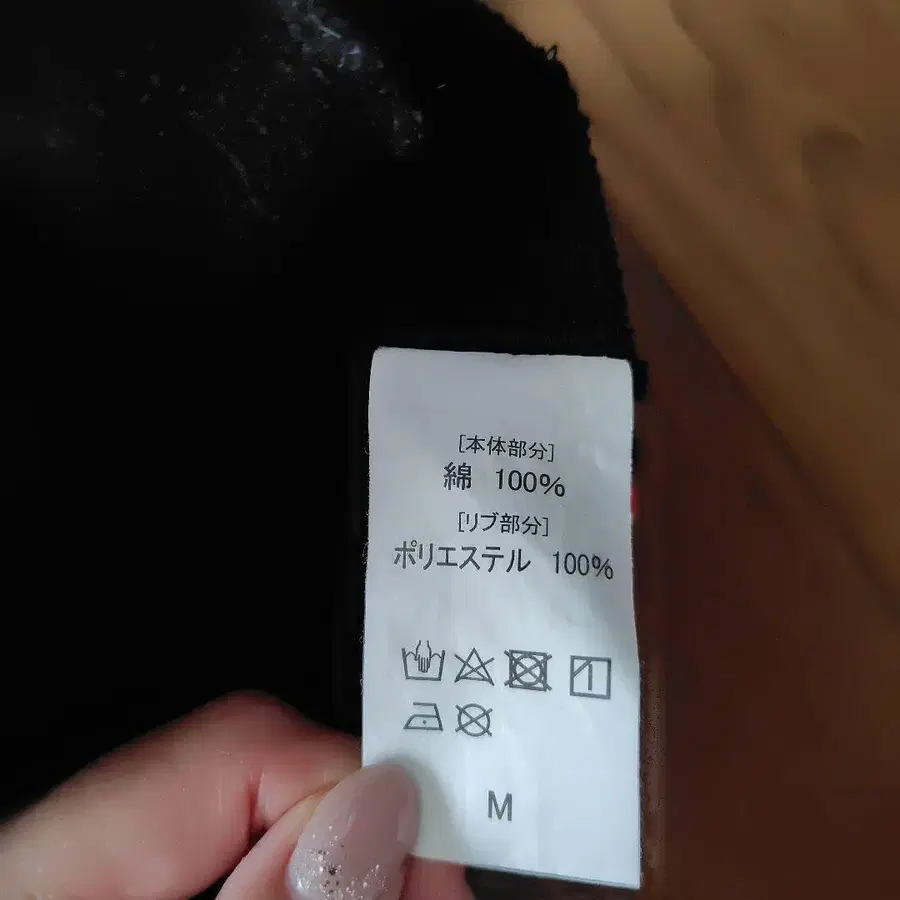 [本体部分]
綿 100%
[リブ部分]
ポリエステル 100%
M